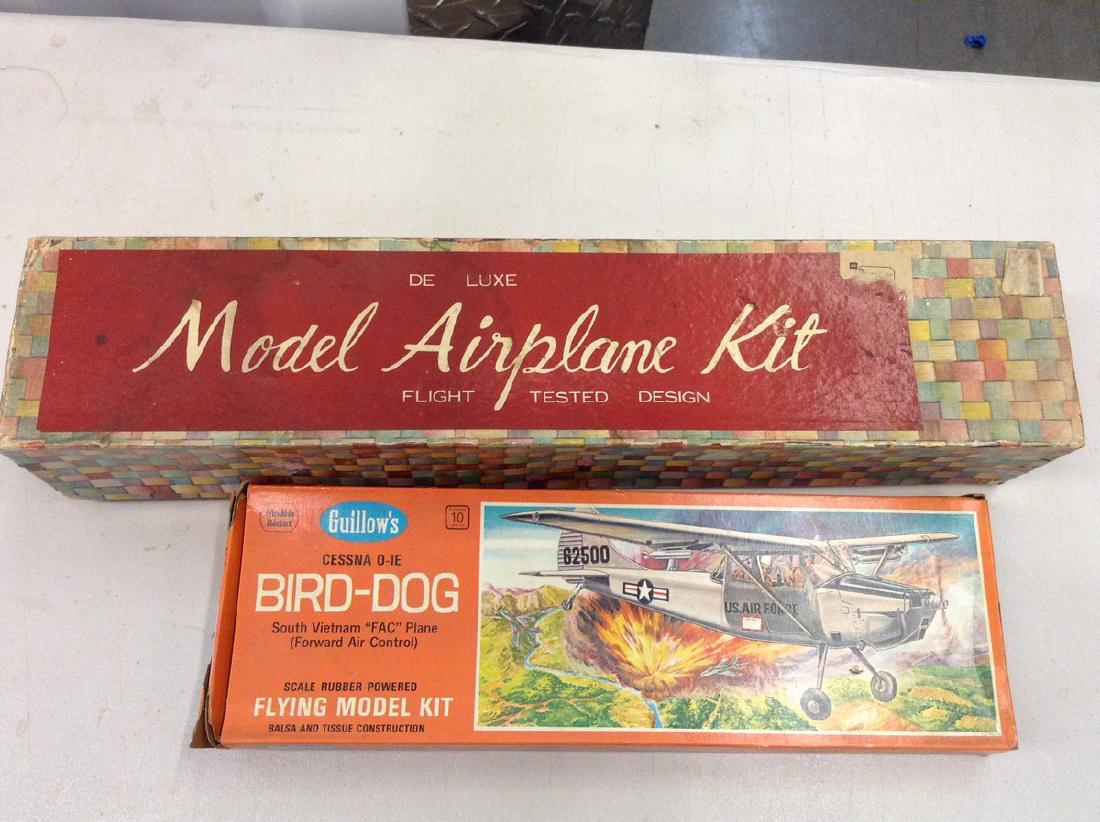 DE LUXE
Model Airplane Kit
FLIGHT TESTED DESIGN
Guillow's
10
CESSNA O-IE
BIRD-DOG
South Vietnam "FAC" Plane
(Forward Air Control)
SCALE RUBBER POWERED
FLYING MODEL KIT
BALSA AND TISSUE CONSTRUCTION
62500
U.S. AIR FORCE